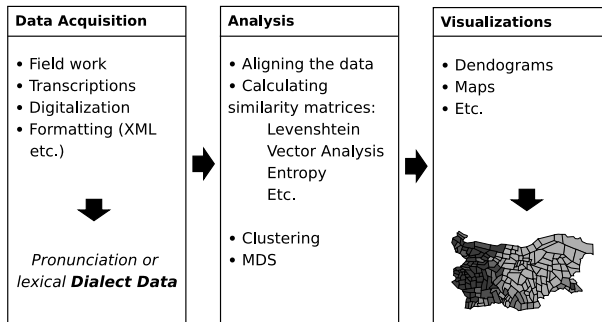 Data Acquisition
• Field work
• Transcriptions
• Digitalization
• Formatting (XML
etc.)
Pronunciation or
lexical Dialect Data
Analysis
• Aligning the data
• Calculating
similarity matrices:
Levenshtein
Vector Analysis
Entropy
Etc.
• Clustering
• MDS
Visualizations
• Dendograms
• Maps
• Etc.